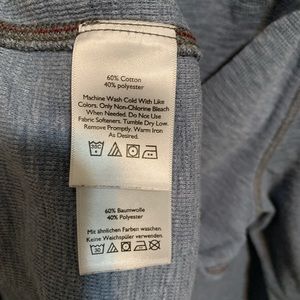 60% Cotton
40% polyester
Machine Wash Cold With Like
Colors. Only Non-Chlorine Bleach
When Needed. Do Not Use
Fabric Softeners. Tumble Dry Low.
Remove Promptly. Warm Iron
As Desired.
60% Baumwolle
40% Polyester
Mit ähnlichen Farben waschen.
Keine Weichspüler verwenden.